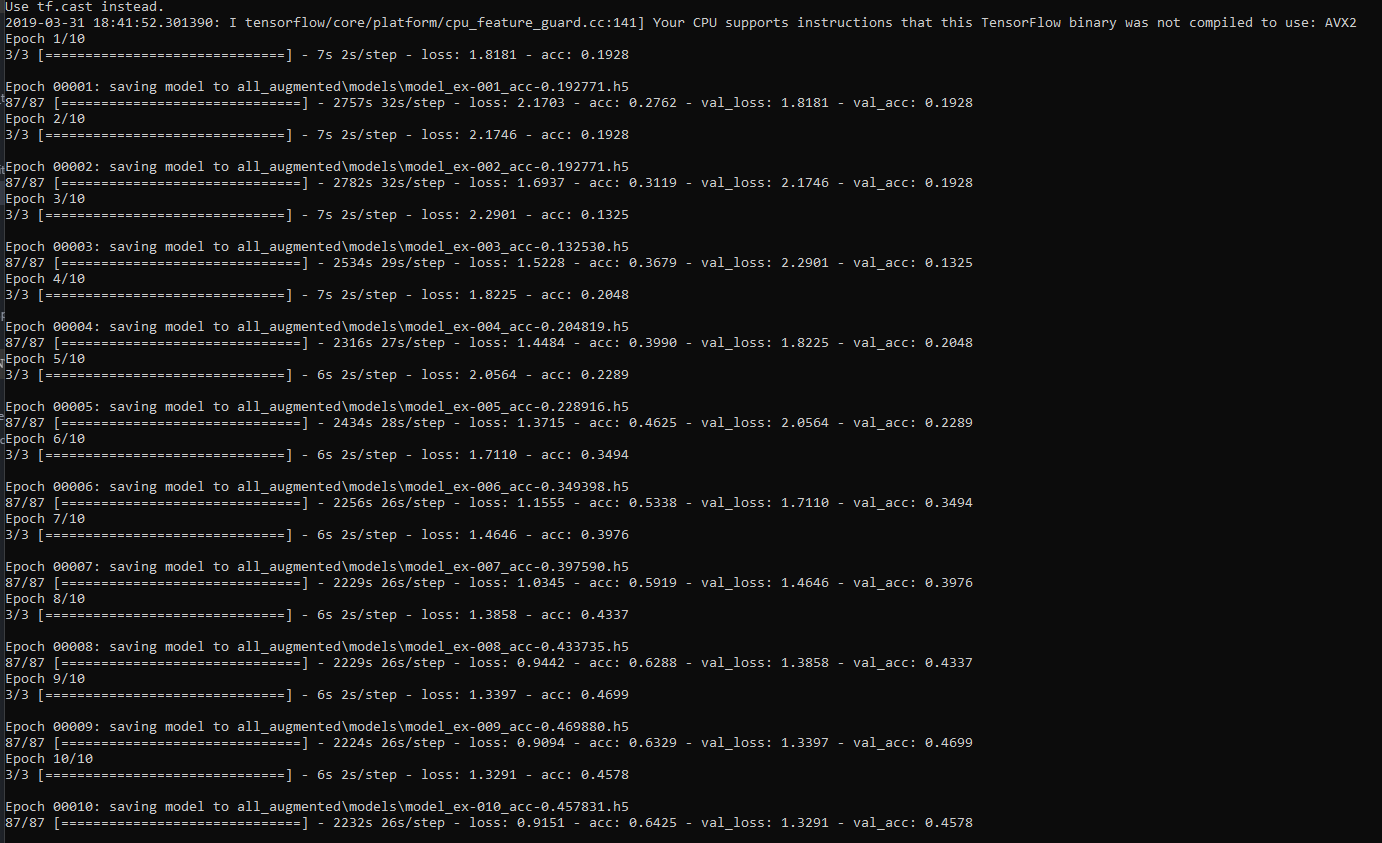 Use tf.cast instead.
2019-03-31 18:41:52.301390: I tensorflow/core/platform/cpu_feature_guard.cc:141] Your CPU supports instructions that this TensorFlow binary was not compiled to use: AVX2
Epoch 1/10
3/3 [==============================] - 7s 2s/step - loss: 1.8181 - acc: 0.1928
Epoch 00001: saving model to all_augmented\models\model_ex-001_acc-0.192771.h5
87/87 [==============================] - 2757s 32s/step - loss: 2.1703 - acc: 0.2762 - val_loss: 1.8181 - val_acc: 0.1928
Epoch 2/10
3/3 [==============================] - 7s 2s/step - loss: 2.1746 - acc: 0.1928
Epoch 00002: saving model to all_augmented\models\model_ex-002_acc-0.192771.h5
87/87 [==============================] - 2782s 32s/step - loss: 1.6937 - acc: 0.3119 - val_loss: 2.1746 - val_acc: 0.1928
Epoch 3/10
3/3 [==============================] - 7s 2s/step - loss: 2.2901 - acc: 0.1325
Epoch 00003: saving model to all_augmented\models\model_ex-003_acc-0.132530.h5
87/87 [==============================] - 2534s 29s/step - loss: 1.5228 - acc: 0.3679 - val_loss: 2.2901 - val_acc: 0.1325
Epoch 4/10
3/3 [==============================] - 7s 2s/step - loss: 1.8225 - acc: 0.2048
Epoch 00004: saving model to all_augmented\models\model_ex-004_acc-0.204819.h5
87/87 [==============================] - 2316s 27s/step - loss: 1.4484 - acc: 0.3990 - val_loss: 1.8225 - val_acc: 0.2048
Epoch 5/10
3/3 [==============================] - 6s 2s/step - loss: 2.0564 - acc: 0.2289
Epoch 00005: saving model to all_augmented\models\model_ex-005_acc-0.228916.h5
87/87 [==============================] - 2434s 28s/step - loss: 1.3715 - acc: 0.4625 - val_loss: 2.0564 - val_acc: 0.2289
Epoch 6/10
3/3 [==============================] - 6s 2s/step - loss: 1.7110 - acc: 0.3494
Epoch 00006: saving model to all_augmented\models\model_ex-006_acc-0.349398.h5
87/87 [==============================] - 2256s 26s/step - loss: 1.1555 - acc: 0.5338 - val_loss: 1.7110 - val_acc: 0.3494
Epoch 7/10
3/3 [==============================] - 6s 2s/step - loss: 1.4646 - acc: 0.3976
Epoch 00007: saving model to all_augmented\models\model_ex-007_acc-0.397590.h5
87/87 [==============================] - 2229s 26s/step - loss: 1.0345 - acc: 0.5919 - val_loss: 1.4646 - val_acc: 0.3976
Epoch 8/10
3/3 [==============================] - 6s 2s/step - loss: 1.3858 - acc: 0.4337
Epoch 00008: saving model to all_augmented\models\model_ex-008_acc-0.433735.h5
87/87 [==============================] - 2229s 26s/step - loss: 0.9442 - acc: 0.6288 - val_loss: 1.3858 - val_acc: 0.4337
Epoch 9/10
3/3 [==============================] - 6s 2s/step - loss: 1.3397 - acc: 0.4699
Epoch 00009: saving model to all_augmented\models\model_ex-009_acc-0.469880.h5
87/87 [==============================] - 2224s 26s/step - loss: 0.9094 - acc: 0.6329 - val_loss: 1.3397 - val_acc: 0.4699
Epoch 10/10
3/3 [==============================] - 6s 2s/step - loss: 1.3291 - acc: 0.4578
Epoch 00010: saving model to all_augmented\models\model_ex-010_acc-0.457831.h5
87/87 [==============================] - 2232s 26s/step - loss: 0.9151 - acc: 0.6425 - val_loss: 1.3291 - val_acc: 0.4578